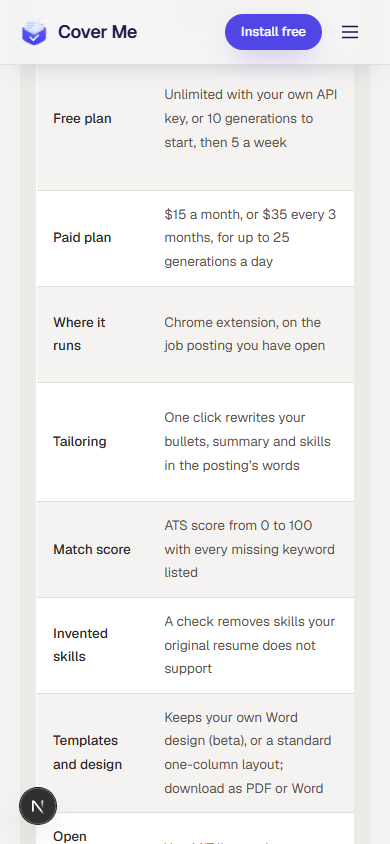 Cover Me
Install free
Free plan
Unlimited with your own API
key, or 10 generations to
start, then 5 a week
Paid plan
$15 a month, or $35 every 3
months, for up to 25
generations a day
Where it
runs
Chrome extension, on the
job posting you have open
Tailoring
One click rewrites your
bullets, summary and skills
in the posting's words
Match score
ATS score from 0 to 100
with every missing keyword
listed
Invented
skills
A check removes skills your
original resume does not
support
Templates
and design
Keeps your own Word
design (beta), or a standard
one-column layout;
download as PDF or Word
N
Open